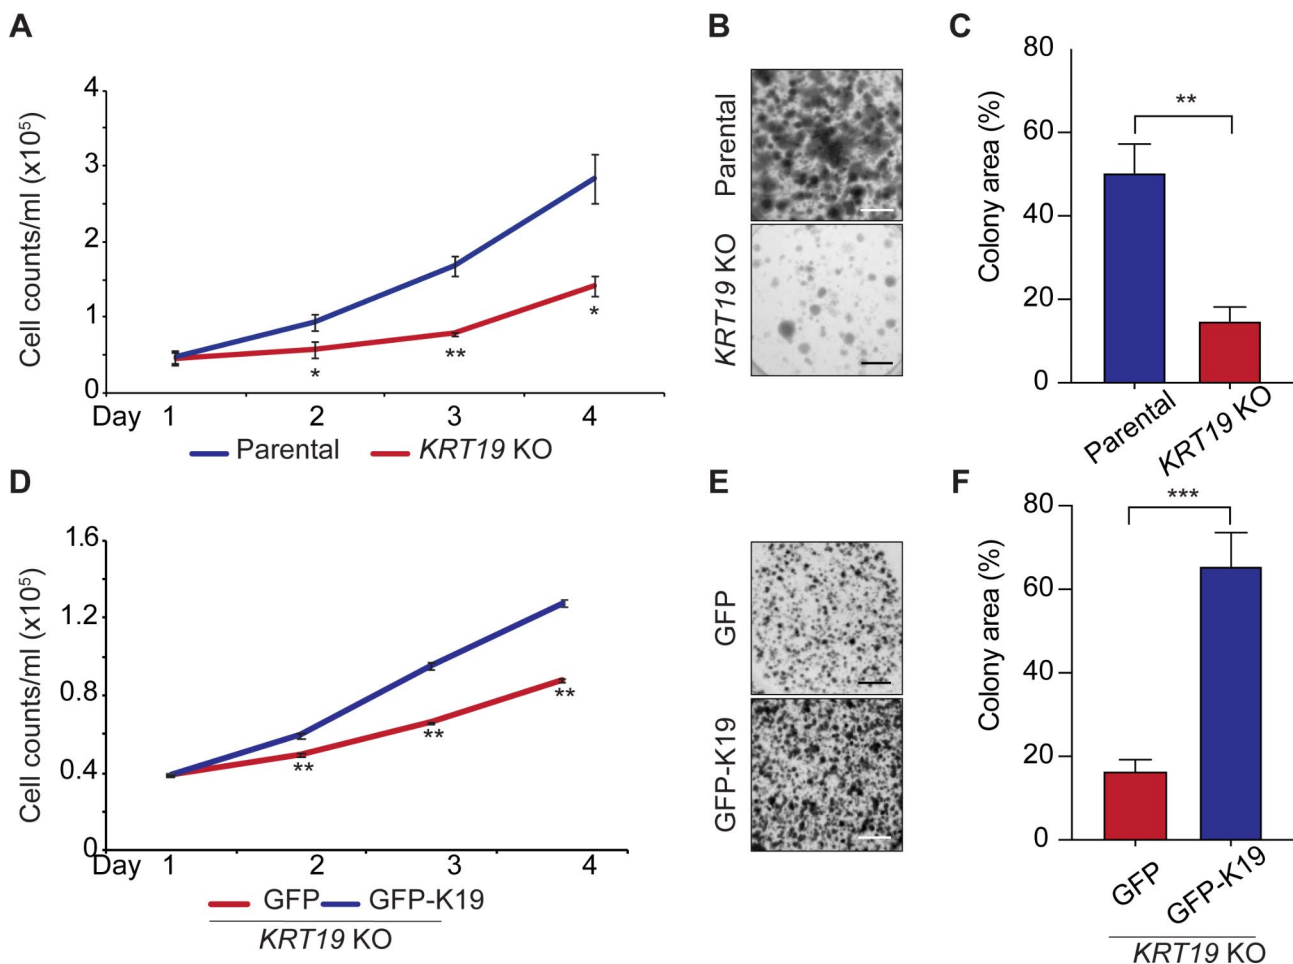 A
Cell counts/ml (x10⁵)
4
3
2
1
0
*
**
*
Day 1 2 3 4
Parental KRT19 KO
B
Parental
KRT19 KO
C
Colony area (%)
80
60
40
20
0
**
Parental
KRT19 KO
D
Cell counts/ml (x10⁵)
1.6
1.2
0.8
0.4
0
**
**
**
Day 1 2 3 4
GFP GFP-K19
KRT19 KO
E
GFP
GFP-K19
F
Colony area (%)
80
60
40
20
0
***
GFP
GFP-K19
KRT19 KO